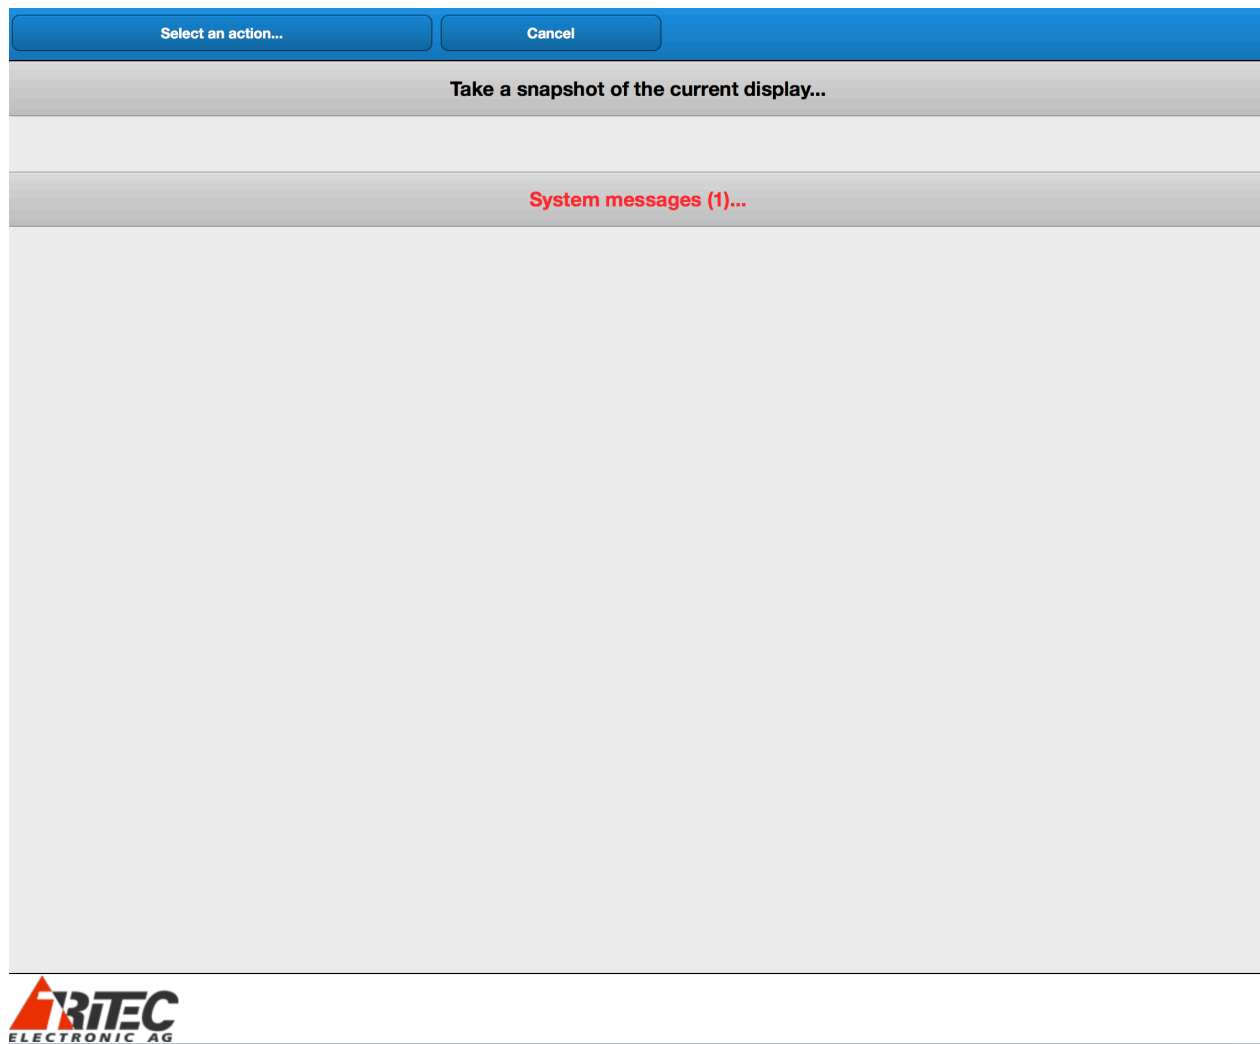 Select an action...
Cancel
Take a snapshot of the current display...
System messages (1)...
TRiTEC
ELECTRONIC AG